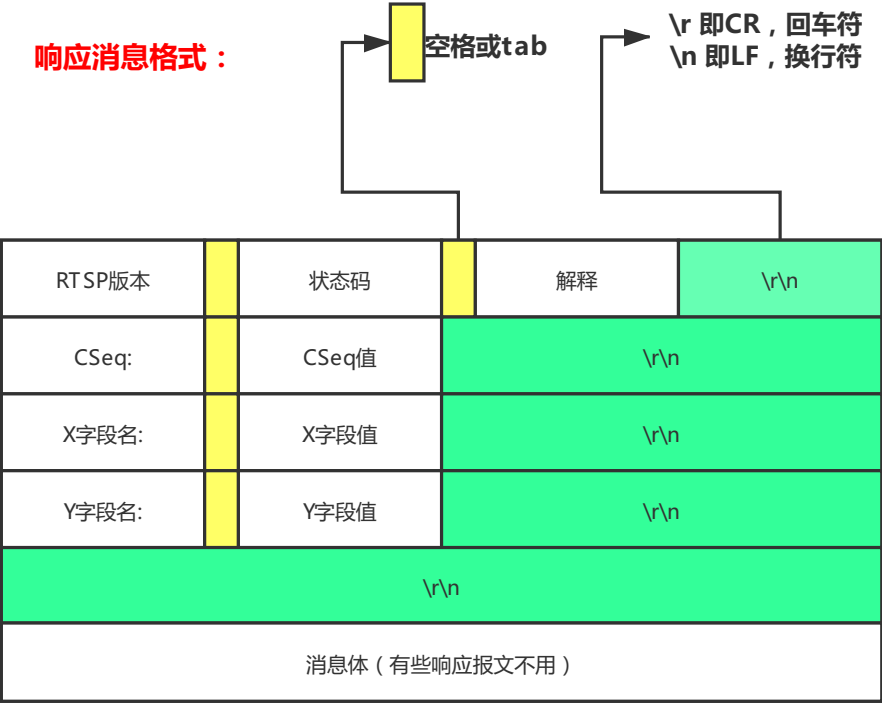 响应消息格式：
空格或tab
\r 即CR，回车符
\n 即LF，换行符
RTSP版本 状态码 解释 \r\n
CSeq: CSeq值 \r\n
X字段名: X字段值 \r\n
Y字段名: Y字段值 \r\n
\r\n
消息体（有些响应报文不用）